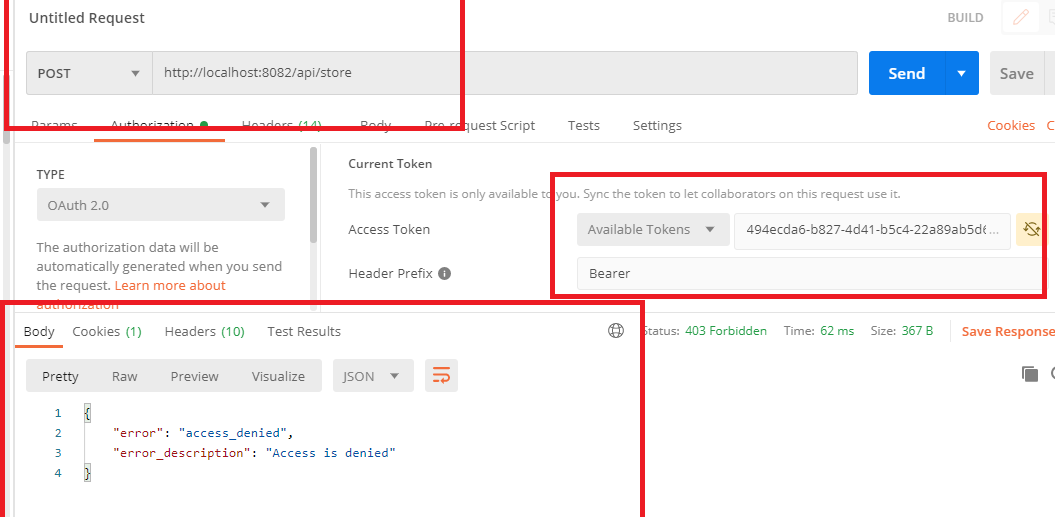 Untitled Request
BUILD
POST
http://localhost:8082/api/store
Send
Save
Params
Authorization
Headers (14)
Body
Pre-request Script
Tests
Settings
Cookies
C
TYPE
OAuth 2.0
The authorization data will be
automatically generated when you send
the request. Learn more about
authorization
Current Token
This access token is only available to you. Sync the token to let collaborators on this request use it.
Access Token
Available Tokens
494ecda6-b827-4d41-b5c4-22a89ab5d6...
Header Prefix
Bearer
Body
Cookies (1)
Headers (10)
Test Results
Status: 403 Forbidden
Time: 62 ms
Size: 367 B
Save Response
Pretty
Raw
Preview
Visualize
JSON
1 {
2 "error": "access_denied",
3 "error_description": "Access is denied"
4 }